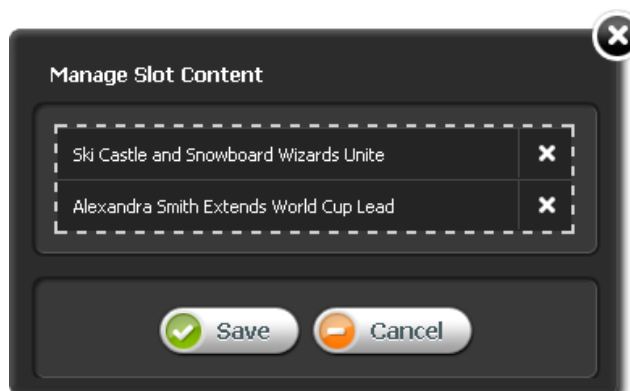 Manage Slot Content
Ski Castle and Snowboard Wizards Unite
Alexandra Smith Extends World Cup Lead
Save
Cancel